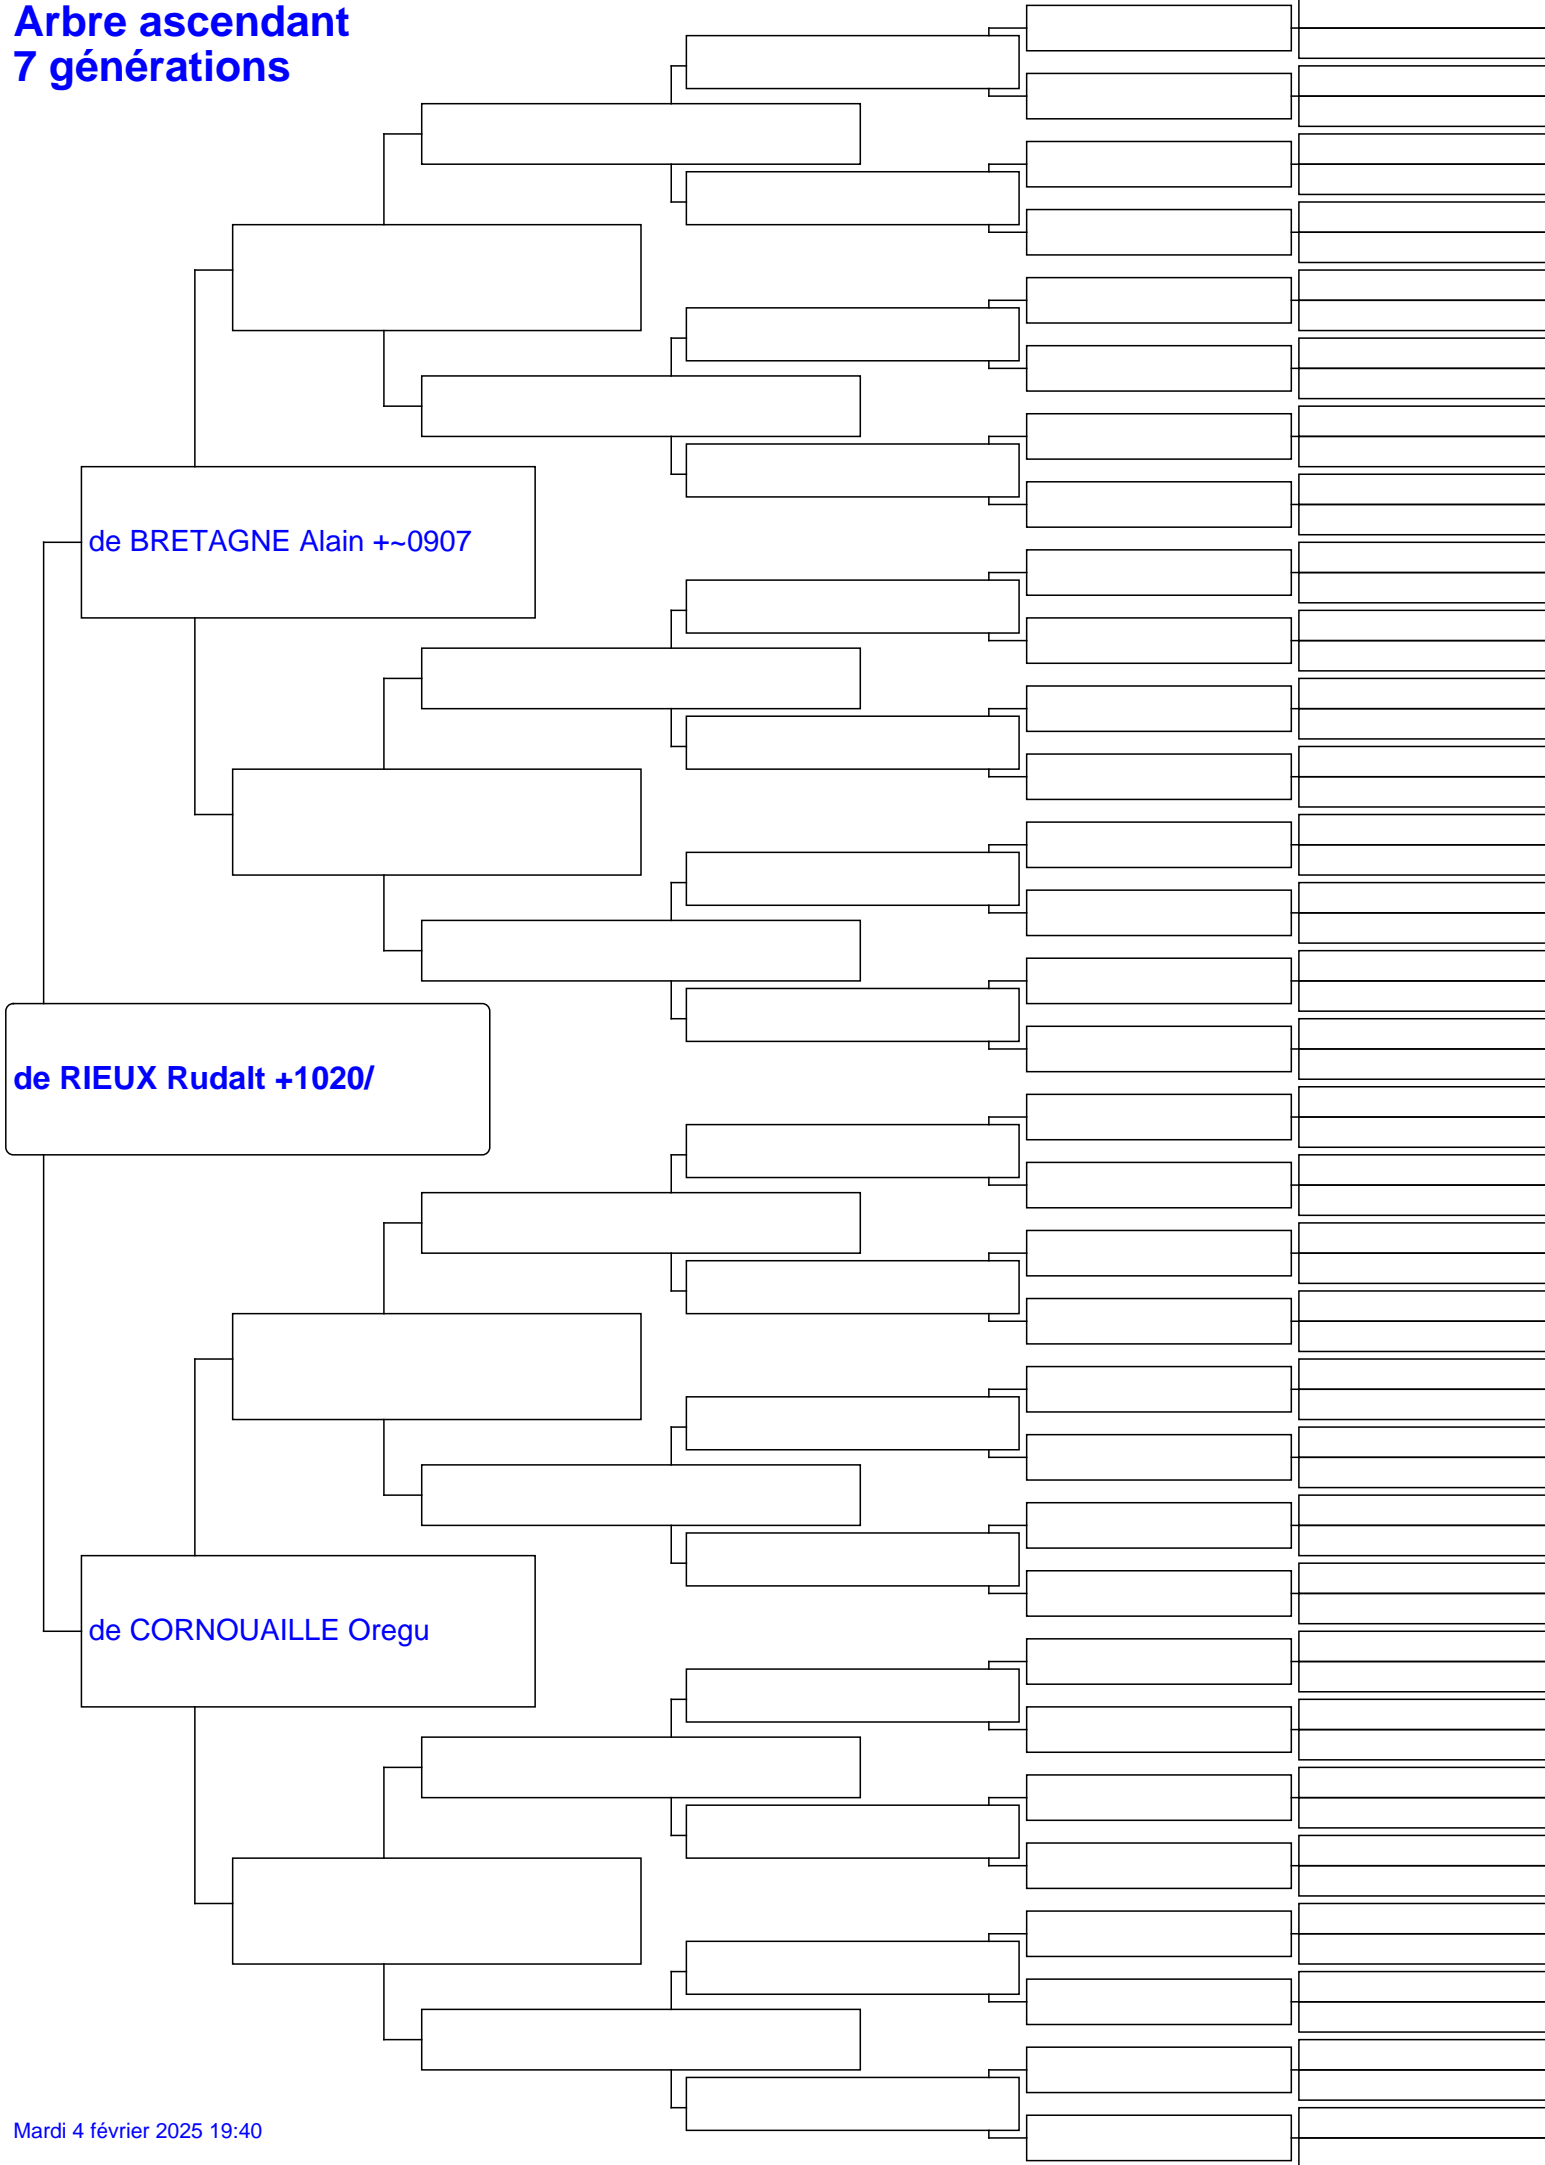 Arbre ascendant
7 générations
de BRETAGNE Alain +~0907
de RIEUX Rudalt +1020/
de CORNOUAILLE Oregu
Mardi 4 février 2025 19:40